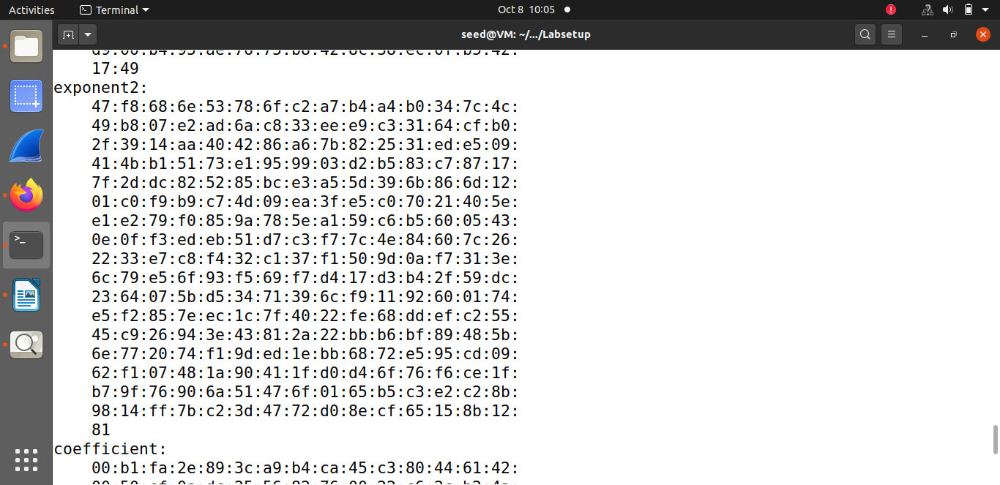 Activities
Terminal
Oct 8 10:05
seed@VM: ~/.../Labsetup
17:49
exponent2:
47:f8:68:6e:53:78:6f:c2:a7:b4:a4:b0:34:7c:4c:
49:b8:07:e2:ad:6a:c8:33:ee:e9:c3:31:64:cf:b0:
2f:39:14:aa:40:42:86:a6:7b:82:25:31:ed:e5:09:
41:4b:b1:51:73:e1:95:99:03:d2:b5:83:c7:87:17:
7f:2d:dc:82:52:85:bc:e3:a5:5d:39:6b:86:6d:12:
01:c0:f9:b9:c7:4d:09:ea:3f:e5:c0:70:21:40:5e:
e1:e2:79:f0:85:9a:78:5e:a1:59:c6:b5:60:05:43:
0e:0f:f3:ed:eb:51:d7:c3:f7:7c:4e:84:60:7c:26:
22:33:e7:c8:f4:32:c1:37:f1:50:9d:0a:f7:31:3e:
6c:79:e5:6f:93:f5:69:f7:d4:17:d3:b4:2f:59:dc:
23:64:07:5b:d5:34:71:39:6c:f9:11:92:60:01:74:
e5:f2:85:7e:ec:1c:7f:40:22:fe:68:dd:ef:c2:55:
45:c9:26:94:3e:43:81:2a:22:bb:b6:bf:89:48:5b:
6e:77:20:74:f1:9d:ed:1e:bb:68:72:e5:95:cd:09:
62:f1:07:48:1a:90:41:1f:d0:d4:6f:76:f6:ce:1f:
b7:9f:76:90:6a:51:47:6f:01:65:b5:c3:e2:c2:8b:
98:14:ff:7b:c2:3d:47:72:d0:8e:cf:65:15:8b:12:
81
coefficient:
00:b1:fa:2e:89:3c:a9:b4:ca:45:c3:80:44:61:42: